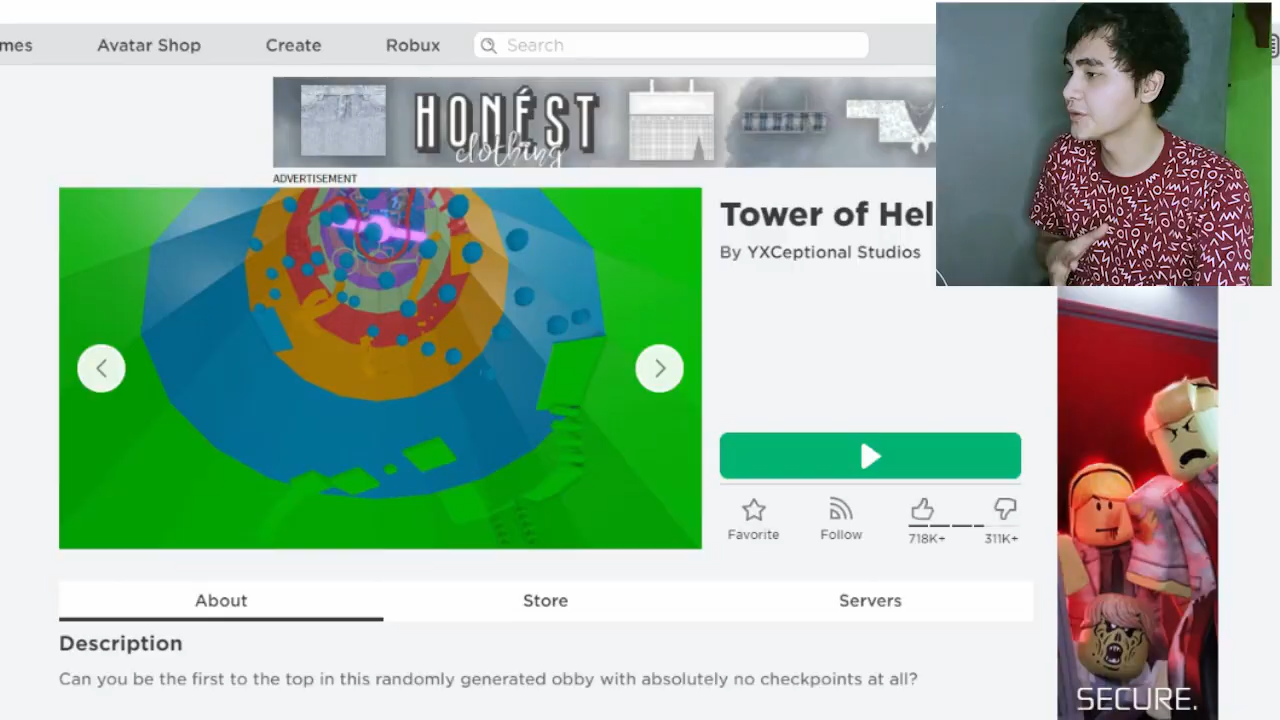 mes Avatar Shop Create Robux Search
HONÉST
clothing
ADVERTISEMENT
Tower of Hel
By YXCeptional Studios
Favorite Follow 718K+ 311K+
About Store Servers
Description
Can you be the first to the top in this randomly generated obby with absolutely no checkpoints at all?
SECURE.